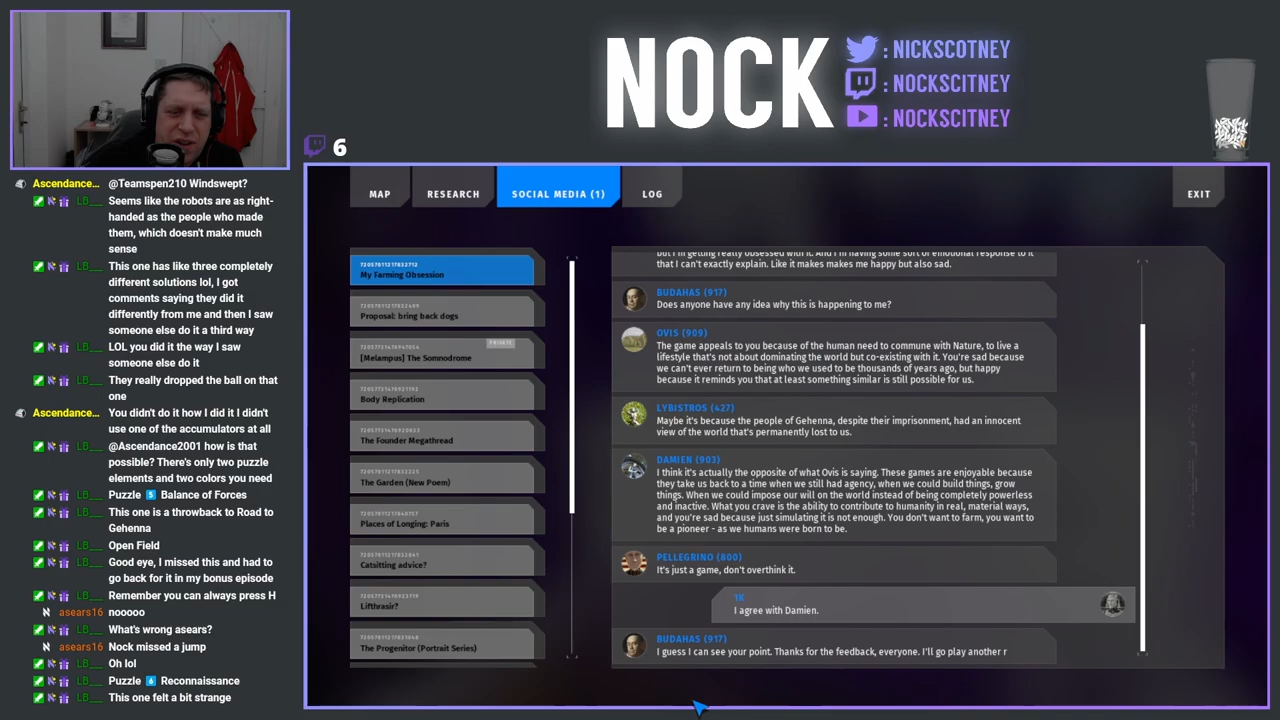 NOCK
: NICKSCOTNEY
: NOCKSCITNEY
: NOCKSCITNEY
6
Ascendance... @Teamspen210 Windswept?
LB__ Seems like the robots are as right-
handed as the people who made
them, which doesn't make much
sense
LB__ This one has like three completely
different solutions lol, I got
comments saying they did it
differently from me and then I saw
someone else do it a third way
LB__ LOL you did it the way I saw
someone else do it
LB__ They really dropped the ball on that
one
Ascendance... You didn't do it how I did it I didn't
use one of the accumulators at all
LB__ @Ascendance2001 how is that
possible? There's only two puzzle
elements and two colors you need
LB__ Puzzle 5 Balance of Forces
LB__ This one is a throwback to Road to
Gehenna
LB__ Open Field
LB__ Good eye, I missed this and had to
go back for it in my bonus episode
LB__ Remember you can always press H
asears16 nooooo
LB__ What's wrong asears?
asears16 Nock missed a jump
LB__ Oh lol
LB__ Puzzle 6 Reconnaissance
LB__ This one felt a bit strange
MAP
RESEARCH
SOCIAL MEDIA (1)
LOG
EXIT
My Farming Obsession
Proposal: bring back dogs
PRIVATE
[Melampus] The Somnodrome
Body Replication
The Founder Megathread
The Garden (New Poem)
Places of Longing: Paris
Catsitting advice?
Lifthrasir?
The Progenitor (Portrait Series)
but I'm getting really obsessed with it. And I'm having some sort of emotional response to it
that I can't exactly explain. Like it makes makes me happy but also sad.
BUDAHAS (917)
Does anyone have any idea why this is happening to me?
OVIS (909)
The game appeals to you because of the human need to commune with Nature, to live a
lifestyle that's not about dominating the world but co-existing with it. You're sad because
we can't ever return to being who we used to be thousands of years ago, but happy
because it reminds you that at least something similar is still possible for us.
LYBISTROS (427)
Maybe it's because the people of Gehenna, despite their imprisonment, had an innocent
view of the world that's permanently lost to us.
DAMIEN (903)
I think it's actually the opposite of what Ovis is saying. These games are enjoyable because
they take us back to a time when we still had agency, when we could build things, grow
things. When we could impose our will on the world instead of being completely powerless
and inactive. What you crave is the ability to contribute to humanity in real, material ways,
and you're sad because just simulating it is not enough. You don't want to farm, you want to
be a pioneer - as we humans were born to be.
PELLEGRINO (800)
It's just a game, don't overthink it.
1K
I agree with Damien.
BUDAHAS (917)
I guess I can see your point. Thanks for the feedback, everyone. I'll go play another r